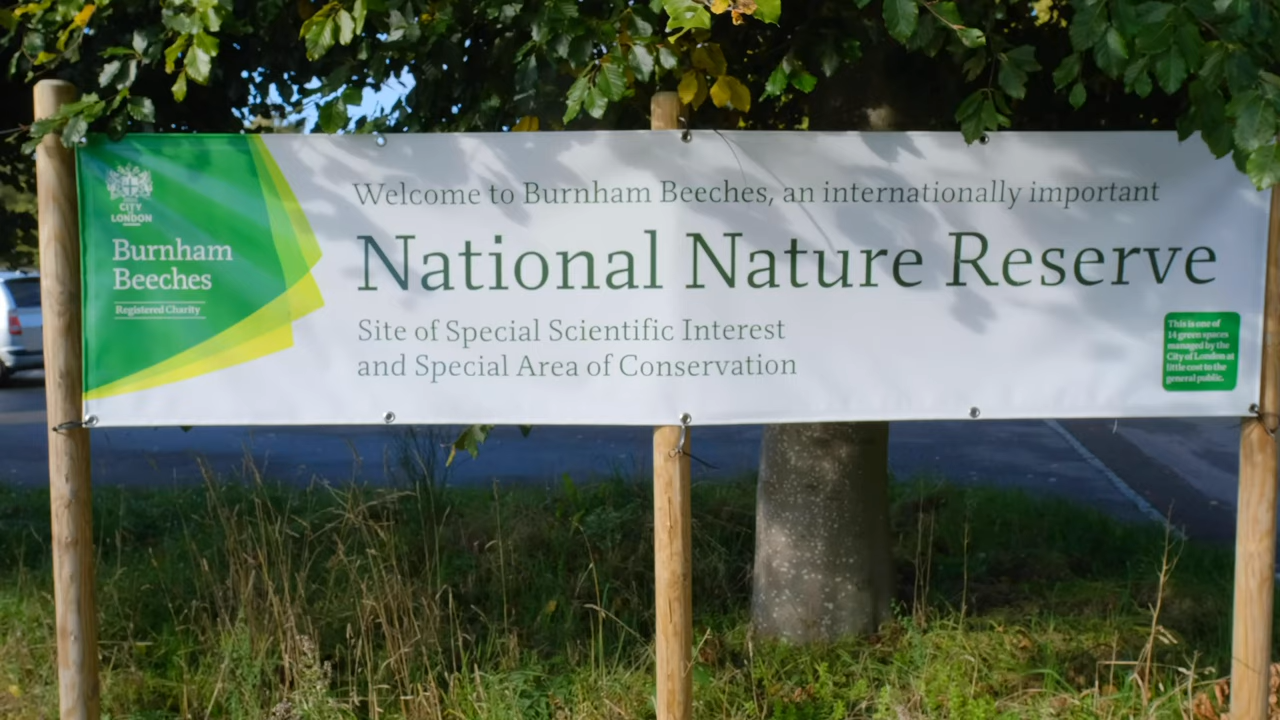 CITY
OF
LONDON
Burnham
Beeches
Registered Charity
Welcome to Burnham Beeches, an internationally important
National Nature Reserve
Site of Special Scientific Interest
and Special Area of Conservation
This is one of
14 green spaces
managed by the
City of London at
little cost to the
general public.